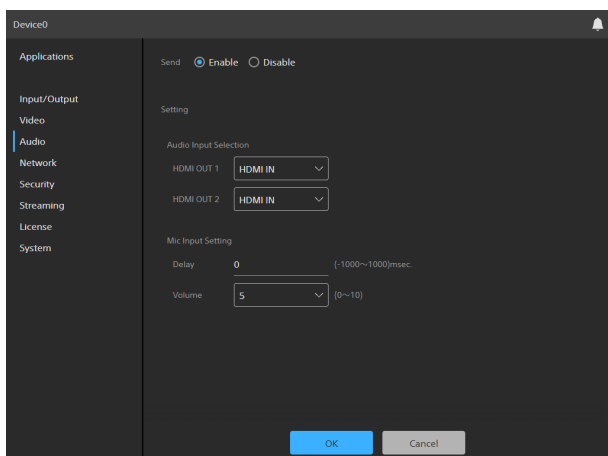 Device0
Applications
Input/Output
Video
Audio
Network
Security
Streaming
License
System
Send Enable Disable
Setting
Audio Input Selection
HDMI OUT 1 HDMI IN
HDMI OUT 2 HDMI IN
Mic Input Setting
Delay 0 (-1000~1000)msec.
Volume 5 (0~10)
OK Cancel